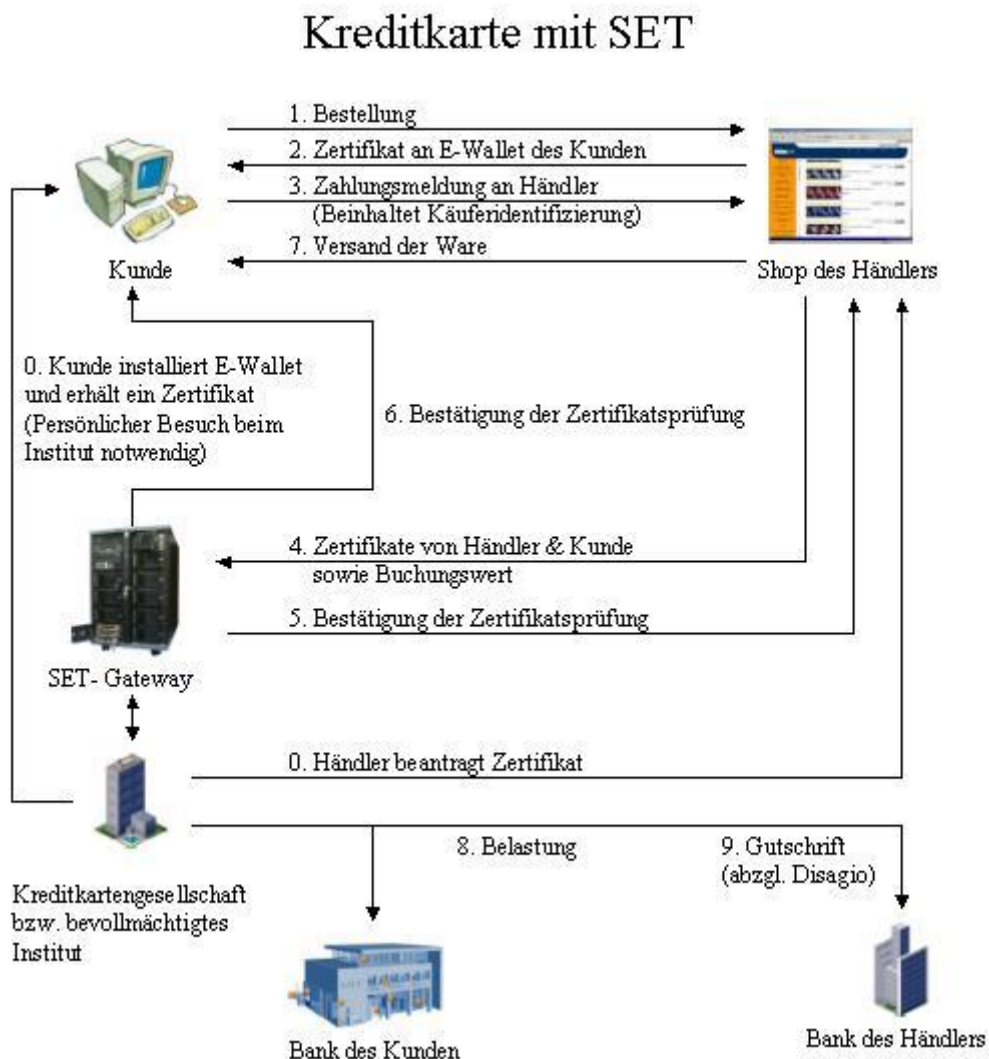 Kreditkarte mit SET
1. Bestellung
2. Zertifikat an E-Wallet des Kunden
3. Zahlungsmeldung an Händler
(Beinhaltet Käuferidentifizierung)
7. Versand der Ware
Kunde
Shop des Händlers
0. Kunde installiert E-Wallet
und erhält ein Zertifikat
(Persönlicher Besuch beim
Institut notwendig)
6. Bestätigung der Zertifikatsprüfung
4. Zertifikate von Händler & Kunde
sowie Buchungswert
5. Bestätigung der Zertifikatsprüfung
SET- Gateway
0. Händler beantragt Zertifikat
8. Belastung
9. Gutschrift
(abzgl. Disagio)
Kreditkartengesellschaft
bzw. bevollmächtigtes
Institut
Bank des Kunden
Bank des Händlers